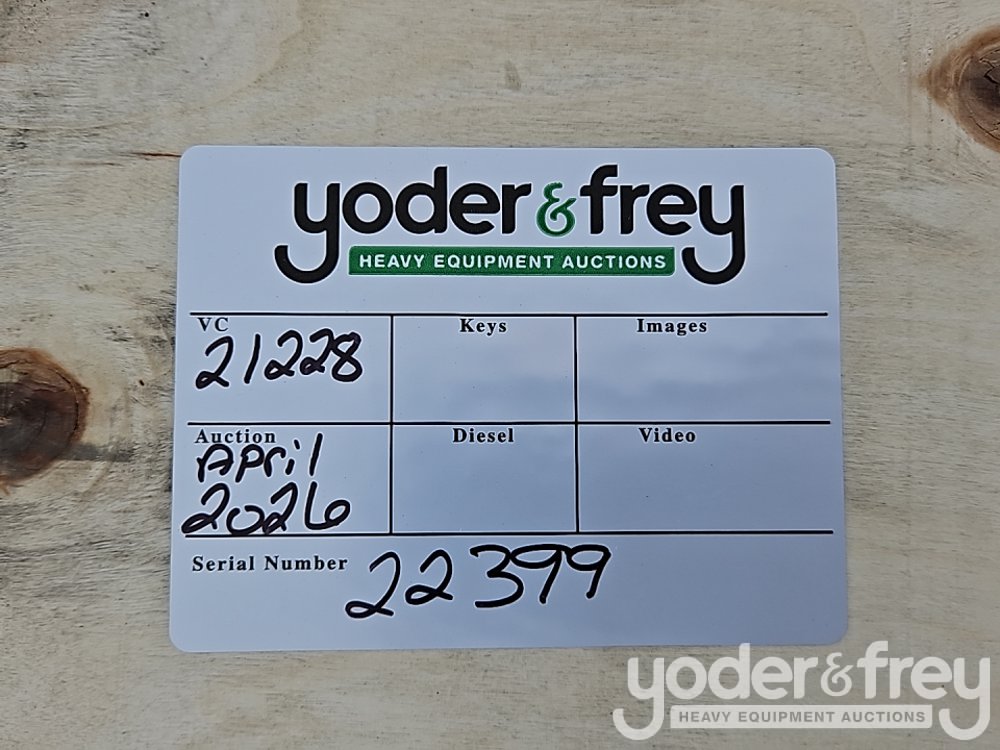 yoder & frey
HEAVY EQUIPMENT AUCTIONS
VC
21228
Keys
Images
Auction
April
2026
Diesel
Video
Serial Number 22399
yoder & frey
HEAVY EQUIPMENT AUCTIONS